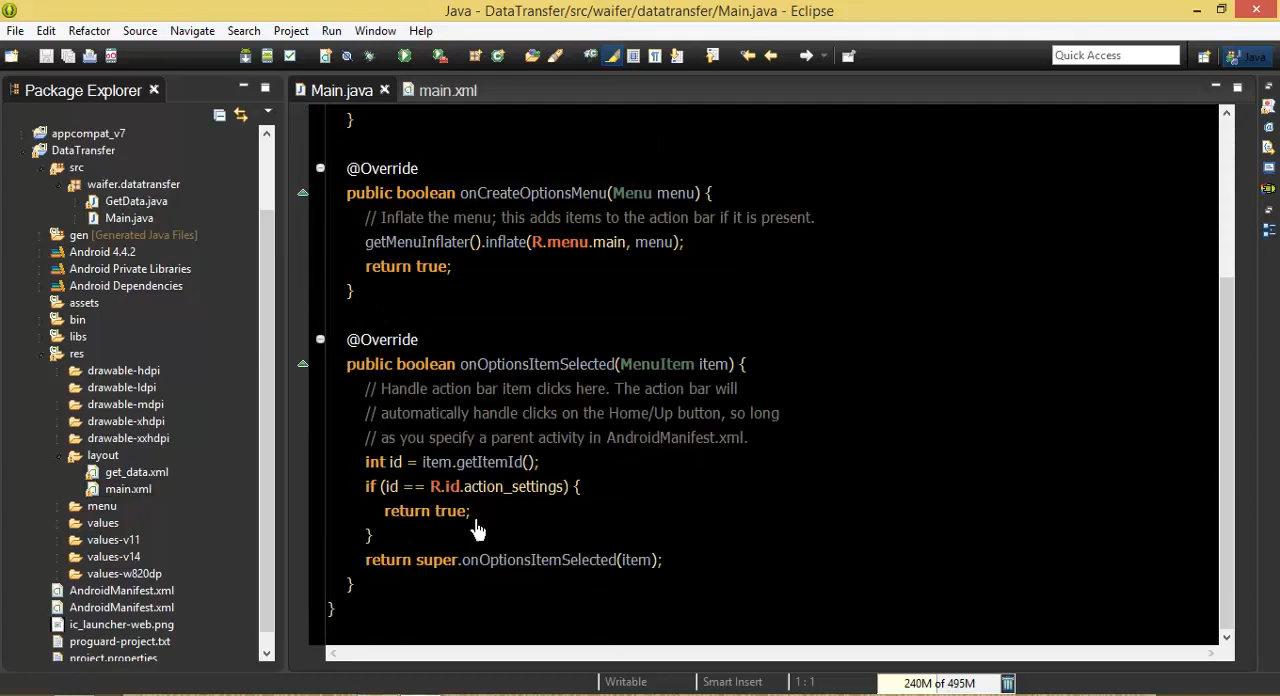 Java - DataTransfer/src/waifer/datatransfer/Main.java - Eclipse
File Edit Refactor Source Navigate Search Project Run Window Help
Quick Access
Java
Package Explorer
Main.java
main.xml
appcompat_v7
DataTransfer
src
waifer.datatransfer
GetData.java
Main.java
gen [Generated Java Files]
Android 4.4.2
Android Private Libraries
Android Dependencies
assets
bin
libs
res
drawable-hdpi
drawable-ldpi
drawable-mdpi
drawable-xhdpi
drawable-xxhdpi
layout
get_data.xml
main.xml
menu
values
values-v11
values-v14
values-w820dp
AndroidManifest.xml
AndroidManifest.xml
ic_launcher-web.png
proguard-project.txt
project.properties
}
@Override
public boolean onCreateOptionsMenu(Menu menu) {
// Inflate the menu; this adds items to the action bar if it is present.
getMenuInflater().inflate(R.menu.main, menu);
return true;
}
@Override
public boolean onOptionsItemSelected(MenuItem item) {
// Handle action bar item clicks here. The action bar will
// automatically handle clicks on the Home/Up button, so long
// as you specify a parent activity in AndroidManifest.xml.
int id = item.getItemId();
if (id == R.id.action_settings) {
return true;
}
return super.onOptionsItemSelected(item);
}
}
Writable
Smart Insert
1 : 1
240M of 495M